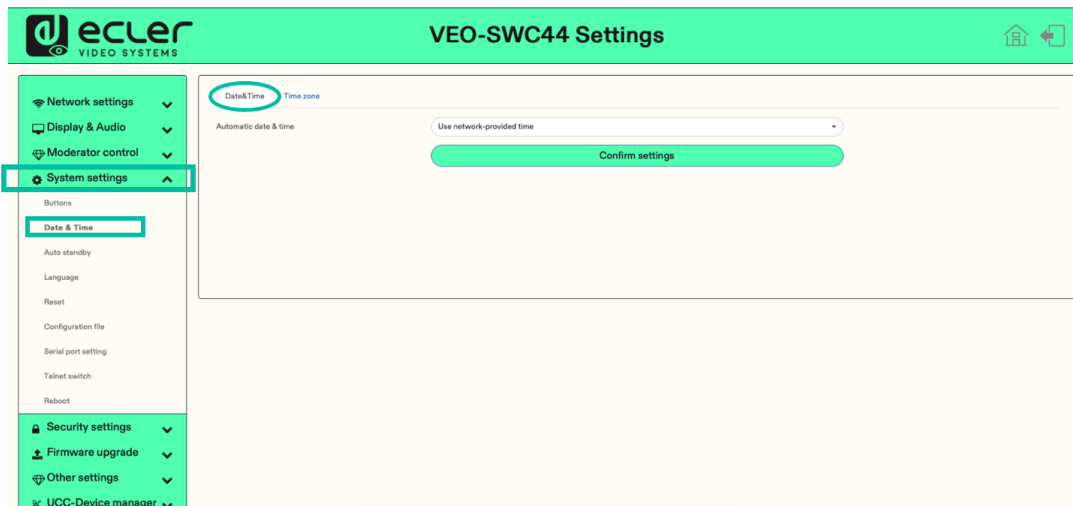 ecler
VIDEO SYSTEMS
VEO-SWC44 Settings
Network settings
Display & Audio
Moderator control
System settings
Buttons
Date & Time
Auto standby
Language
Reset
Configuration file
Serial port setting
Telnet switch
Reboot
Security settings
Firmware upgrade
Other settings
UCC-Device manager
Date&Time Time zone
Automatic date & time Use network-provided time
Confirm settings